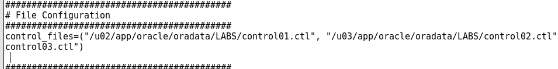 ##########################################
# File Configuration
##########################################
control_files=("/u02/app/oracle/oradata/LABS/control01.ctl", "/u03/app/oracle/oradata/LABS/control02.ctl"
control03.ctl")
##########################################